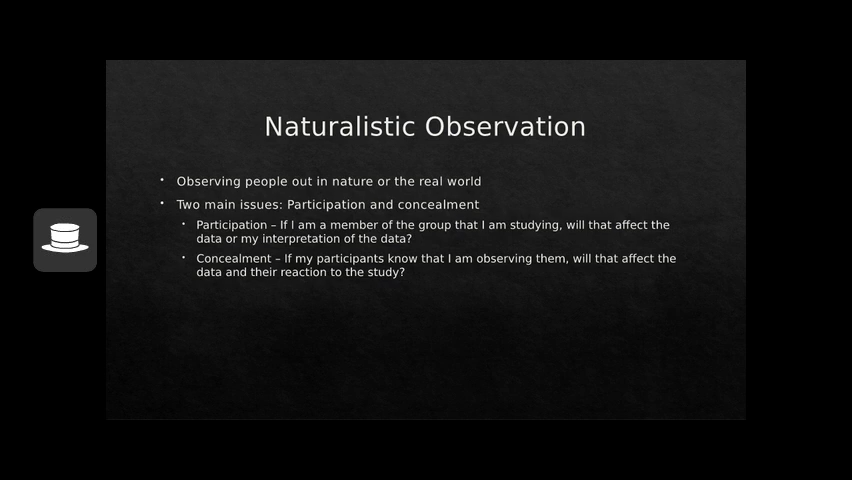 Naturalistic Observation
• Observing people out in nature or the real world
• Two main issues: Participation and concealment
• Participation – If I am a member of the group that I am studying, will that affect the
data or my interpretation of the data?
• Concealment – If my participants know that I am observing them, will that affect the
data and their reaction to the study?